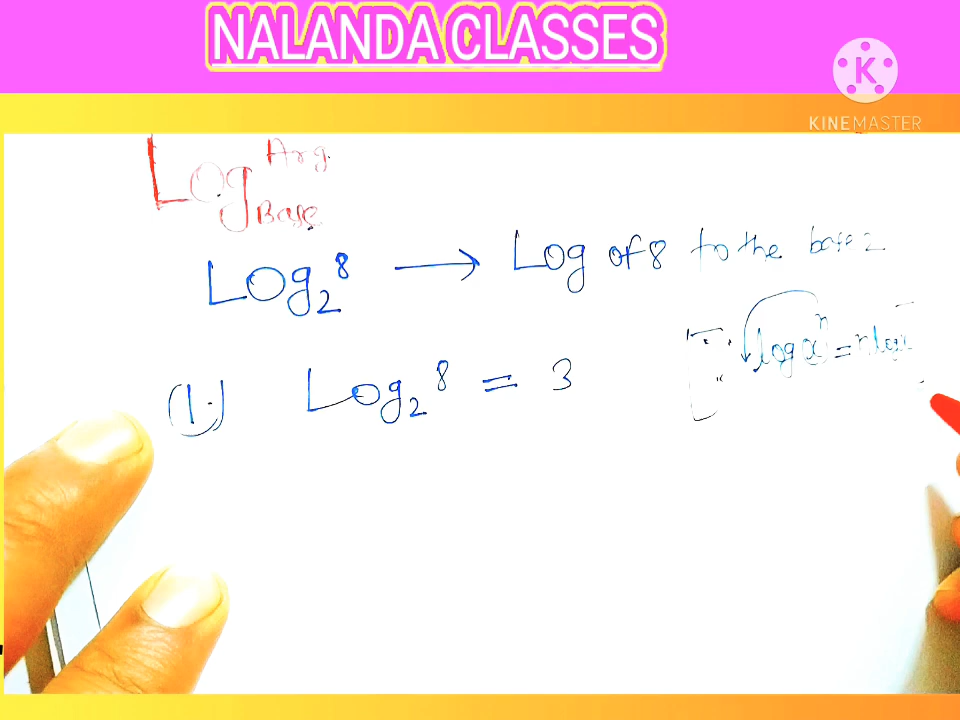 NALANDA CLASSES
K
KINEMASTER
Log Arg.
Base
Log₂⁸ → Log of 8 to the base 2
[∵ log xⁿ = n log x
(1.) Log₂⁸ = 3